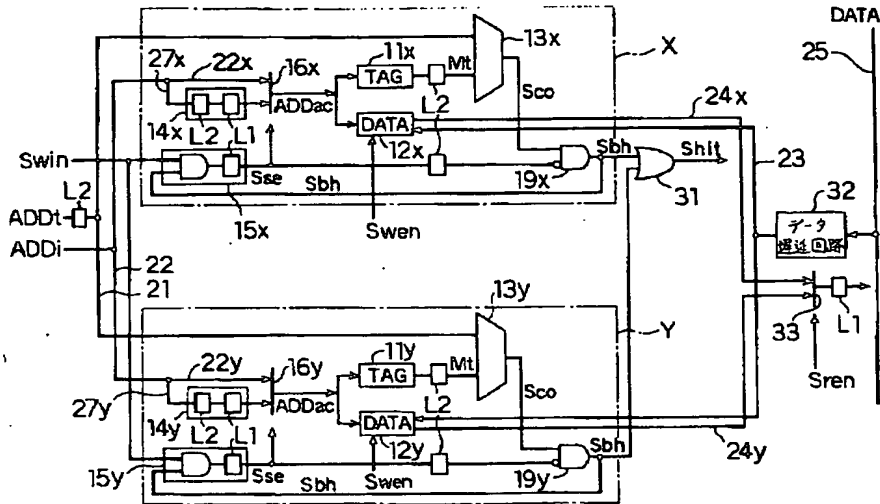 DATA
25
X
13x
11x
TAG
Mt
L2
16x
22x
27x
ADDac
14x
L2
L1
Sco
24x
DATA
12x
Swin
Sse
Sbh
15x
Swen
19x
Sbh
Shit
31
23
32
データ
遅延回路
L2
ADDt
ADDi
22
21
33
L1
Sren
Y
13y
11y
TAG
Mt
L2
16y
22y
27y
ADDac
14y
L2
L1
Sco
DATA
12y
15y
Sse
Sbh
Swen
19y
Sbh
24y